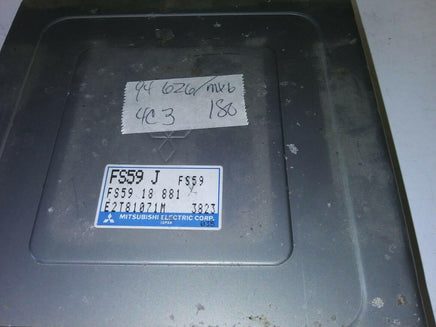 94 626/mx6
4C3 180
FS59 J FS59
FS59 18 881
E2T81071M 3823
MITSUBISHI ELECTRIC CORP.
JAPAN